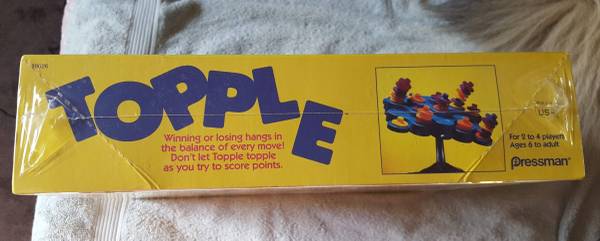 TOPPLE
Winning or losing hangs in
the balance of every move!
Don't let Topple topple
as you try to score points.
For 2 to 4 players
Ages 6 to adult
Pressman®